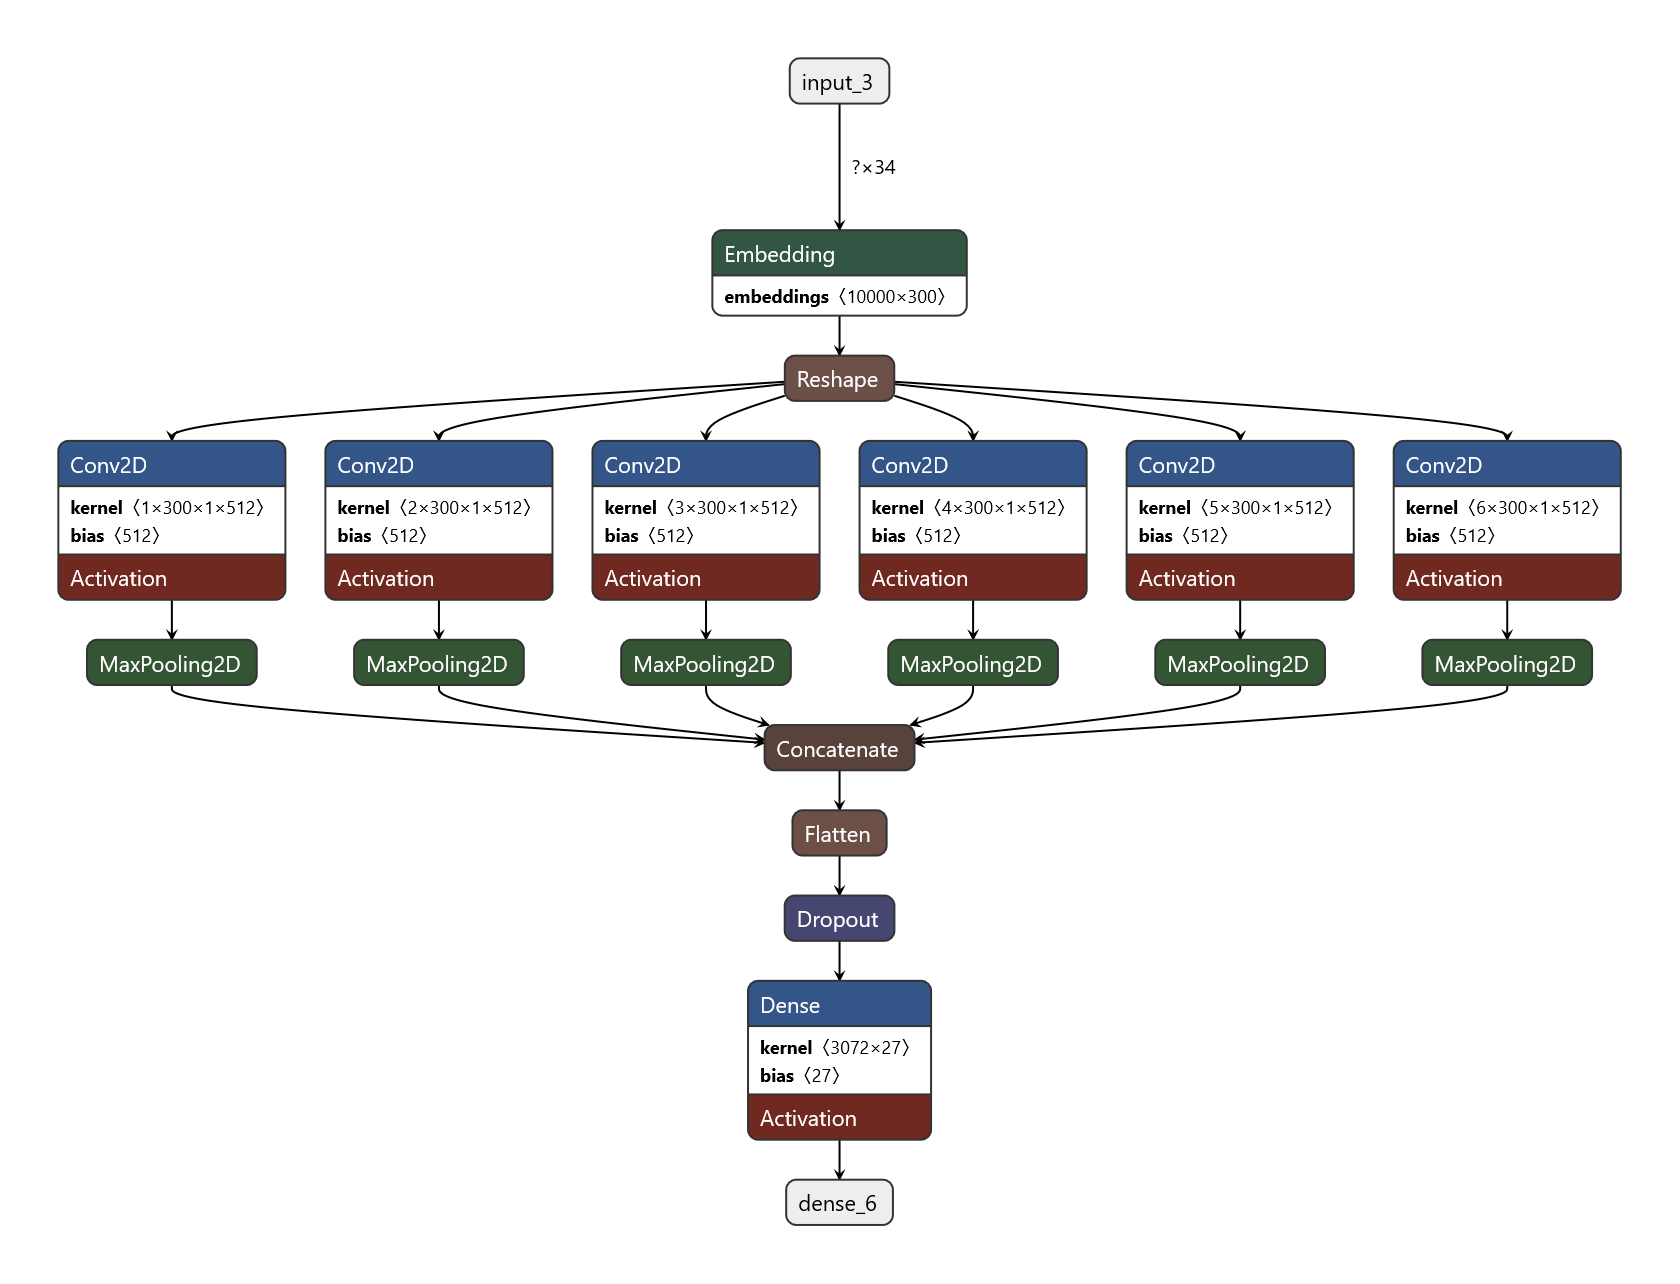 input_3
?×34
Embedding
embeddings〈10000×300〉
Reshape
Conv2D
kernel〈1×300×1×512〉
bias〈512〉
Activation
Conv2D
kernel〈2×300×1×512〉
bias〈512〉
Activation
Conv2D
kernel〈3×300×1×512〉
bias〈512〉
Activation
Conv2D
kernel〈4×300×1×512〉
bias〈512〉
Activation
Conv2D
kernel〈5×300×1×512〉
bias〈512〉
Activation
Conv2D
kernel〈6×300×1×512〉
bias〈512〉
Activation
MaxPooling2D
MaxPooling2D
MaxPooling2D
MaxPooling2D
MaxPooling2D
MaxPooling2D
Concatenate
Flatten
Dropout
Dense
kernel〈3072×27〉
bias〈27〉
Activation
dense_6